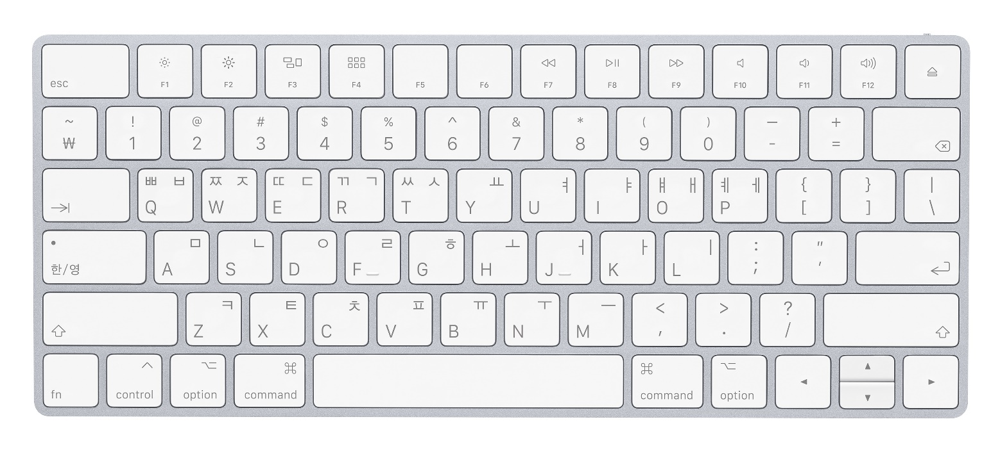 esc F1 F2 F3 F4 F5 F6 F7 F8 F9 F10 F11 F12
~ ! @ # $ % ^ & * ( ) — +
₩ 1 2 3 4 5 6 7 8 9 0 - =
ㅃ ㅂ ㅉ ㅈ ㄸ ㄷ ㄲ ㄱ ㅆ ㅅ ㅛ ㅕ ㅑ ㅒ ㅐ ㅖ ㅔ { } |
Q W E R T Y U I O P [ ] \
ㅁ ㄴ ㅇ ㄹ ㅎ ㅗ ㅓ ㅏ ㅣ : "
한/영 A S D F G H J K L ; '
ㅋ ㅌ ㅊ ㅍ ㅠ ㅜ ㅡ < > ?
Z X C V B N M , . /
fn control option command command option